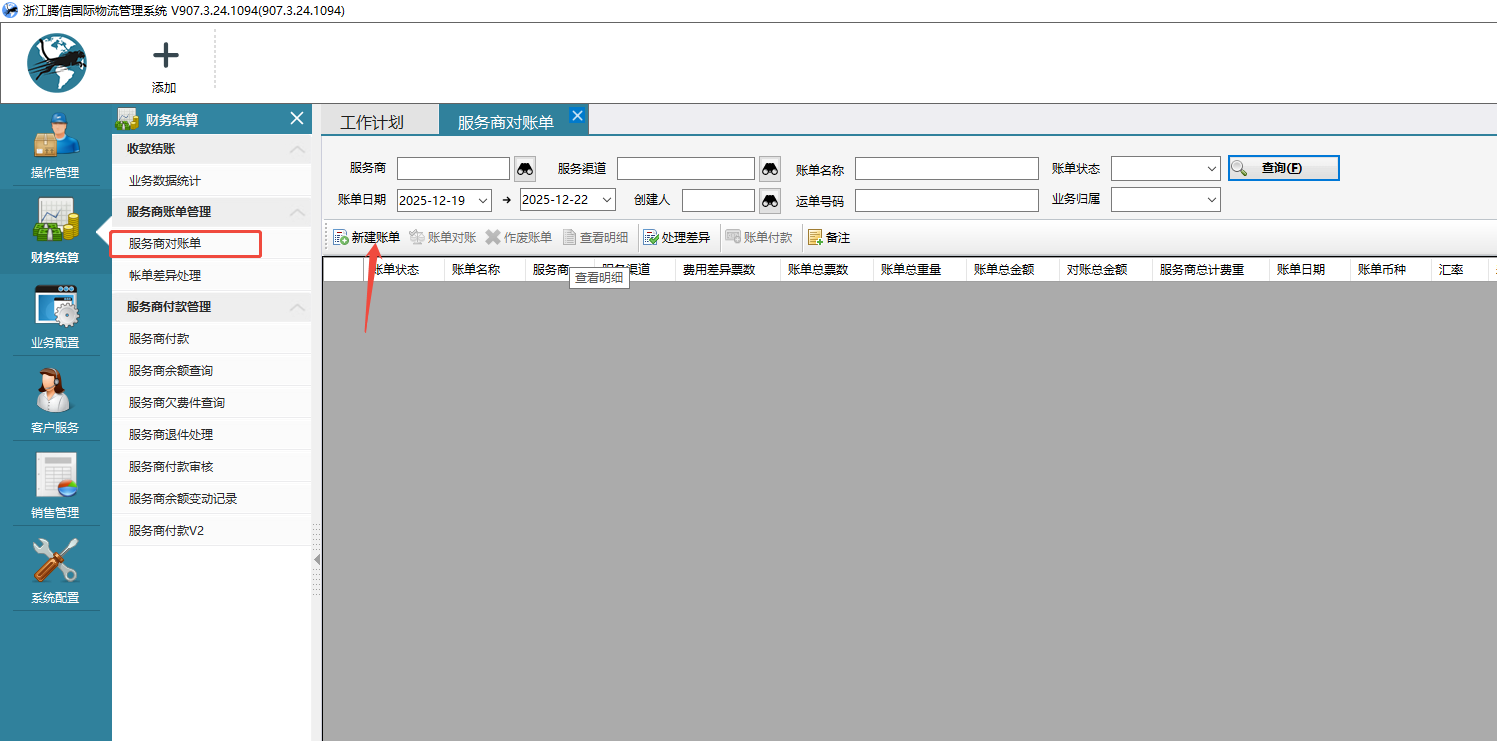 浙江腾信国际物流管理系统 V907.3.24.1094(907.3.24.1094)
添加
操作管理
财务结算
业务配置
客户服务
销售管理
系统配置
财务结算
收款结账
业务数据统计
服务商账单管理
服务商对账单
帐单差异处理
服务商付款管理
服务商付款
服务商余额查询
服务商欠费件查询
服务商退件处理
服务商付款审核
服务商余额变动记录
服务商付款V2
工作计划 服务商对账单
服务商 服务渠道 账单名称 账单状态 查询(F)
账单日期 2025-12-19 → 2025-12-22 创建人 运单号码 业务归属
新建账单 账单对账 作废账单 查看明细 处理差异 账单付款 备注
账单状态 账单名称 服务商 服务渠道 费用差异票数 账单总票数 账单总重量 账单总金额 对账总金额 服务商总计费重 账单日期 账单币种 汇率
查看明细